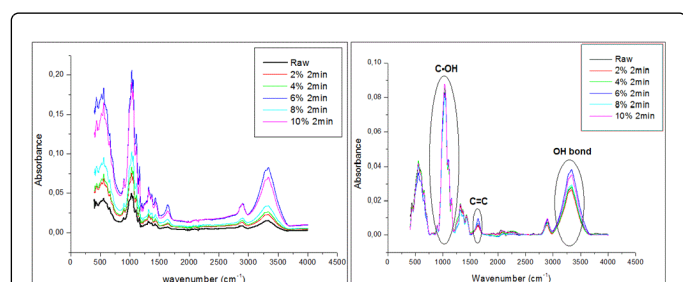 Raw
2% 2min
4% 2min
6% 2min
8% 2min
10% 2min
0,20
0,15
0,10
0,05
0,00
Absorbance
0 500 1000 1500 2000 2500 3000 3500 4000 4500
wavenumber (cm⁻¹)
Raw
2% 2min
4% 2min
6% 2min
8% 2min
10% 2min
C-OH
C=C
OH bond
0,10
0,08
0,06
0,04
0,02
0,00
Absorbance
0 500 1000 1500 2000 2500 3000 3500 4000 4500
Wavenumber (cm⁻¹)